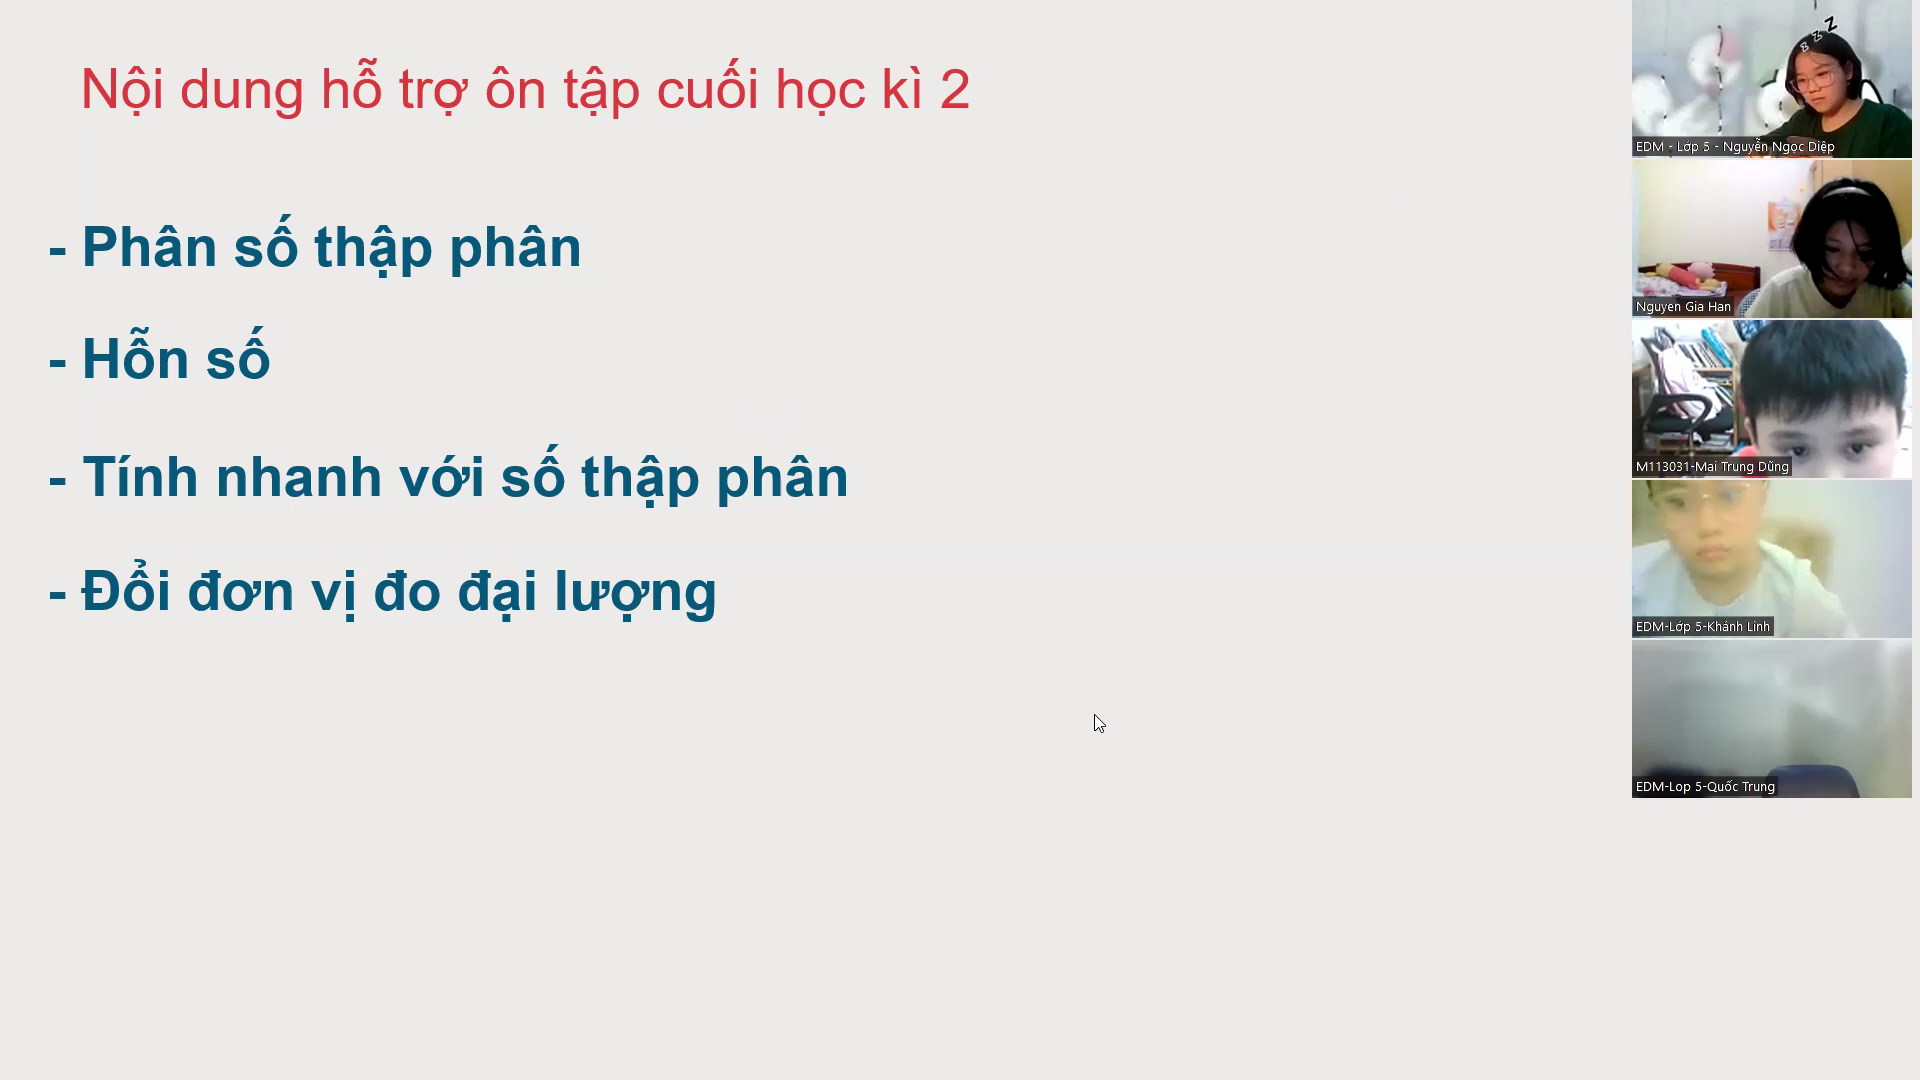 Nội dung hỗ trợ ôn tập cuối học kì 2
- Phân số thập phân
- Hỗn số
- Tính nhanh với số thập phân
- Đổi đơn vị đo đại lượng
z z Z
EDM - Lớp 5 - Nguyễn Ngọc Diệp
Nguyen Gia Han
M113031-Mai Trung Dũng
EDM-Lớp 5-Khánh Linh
EDM-Lop 5-Quốc Trung